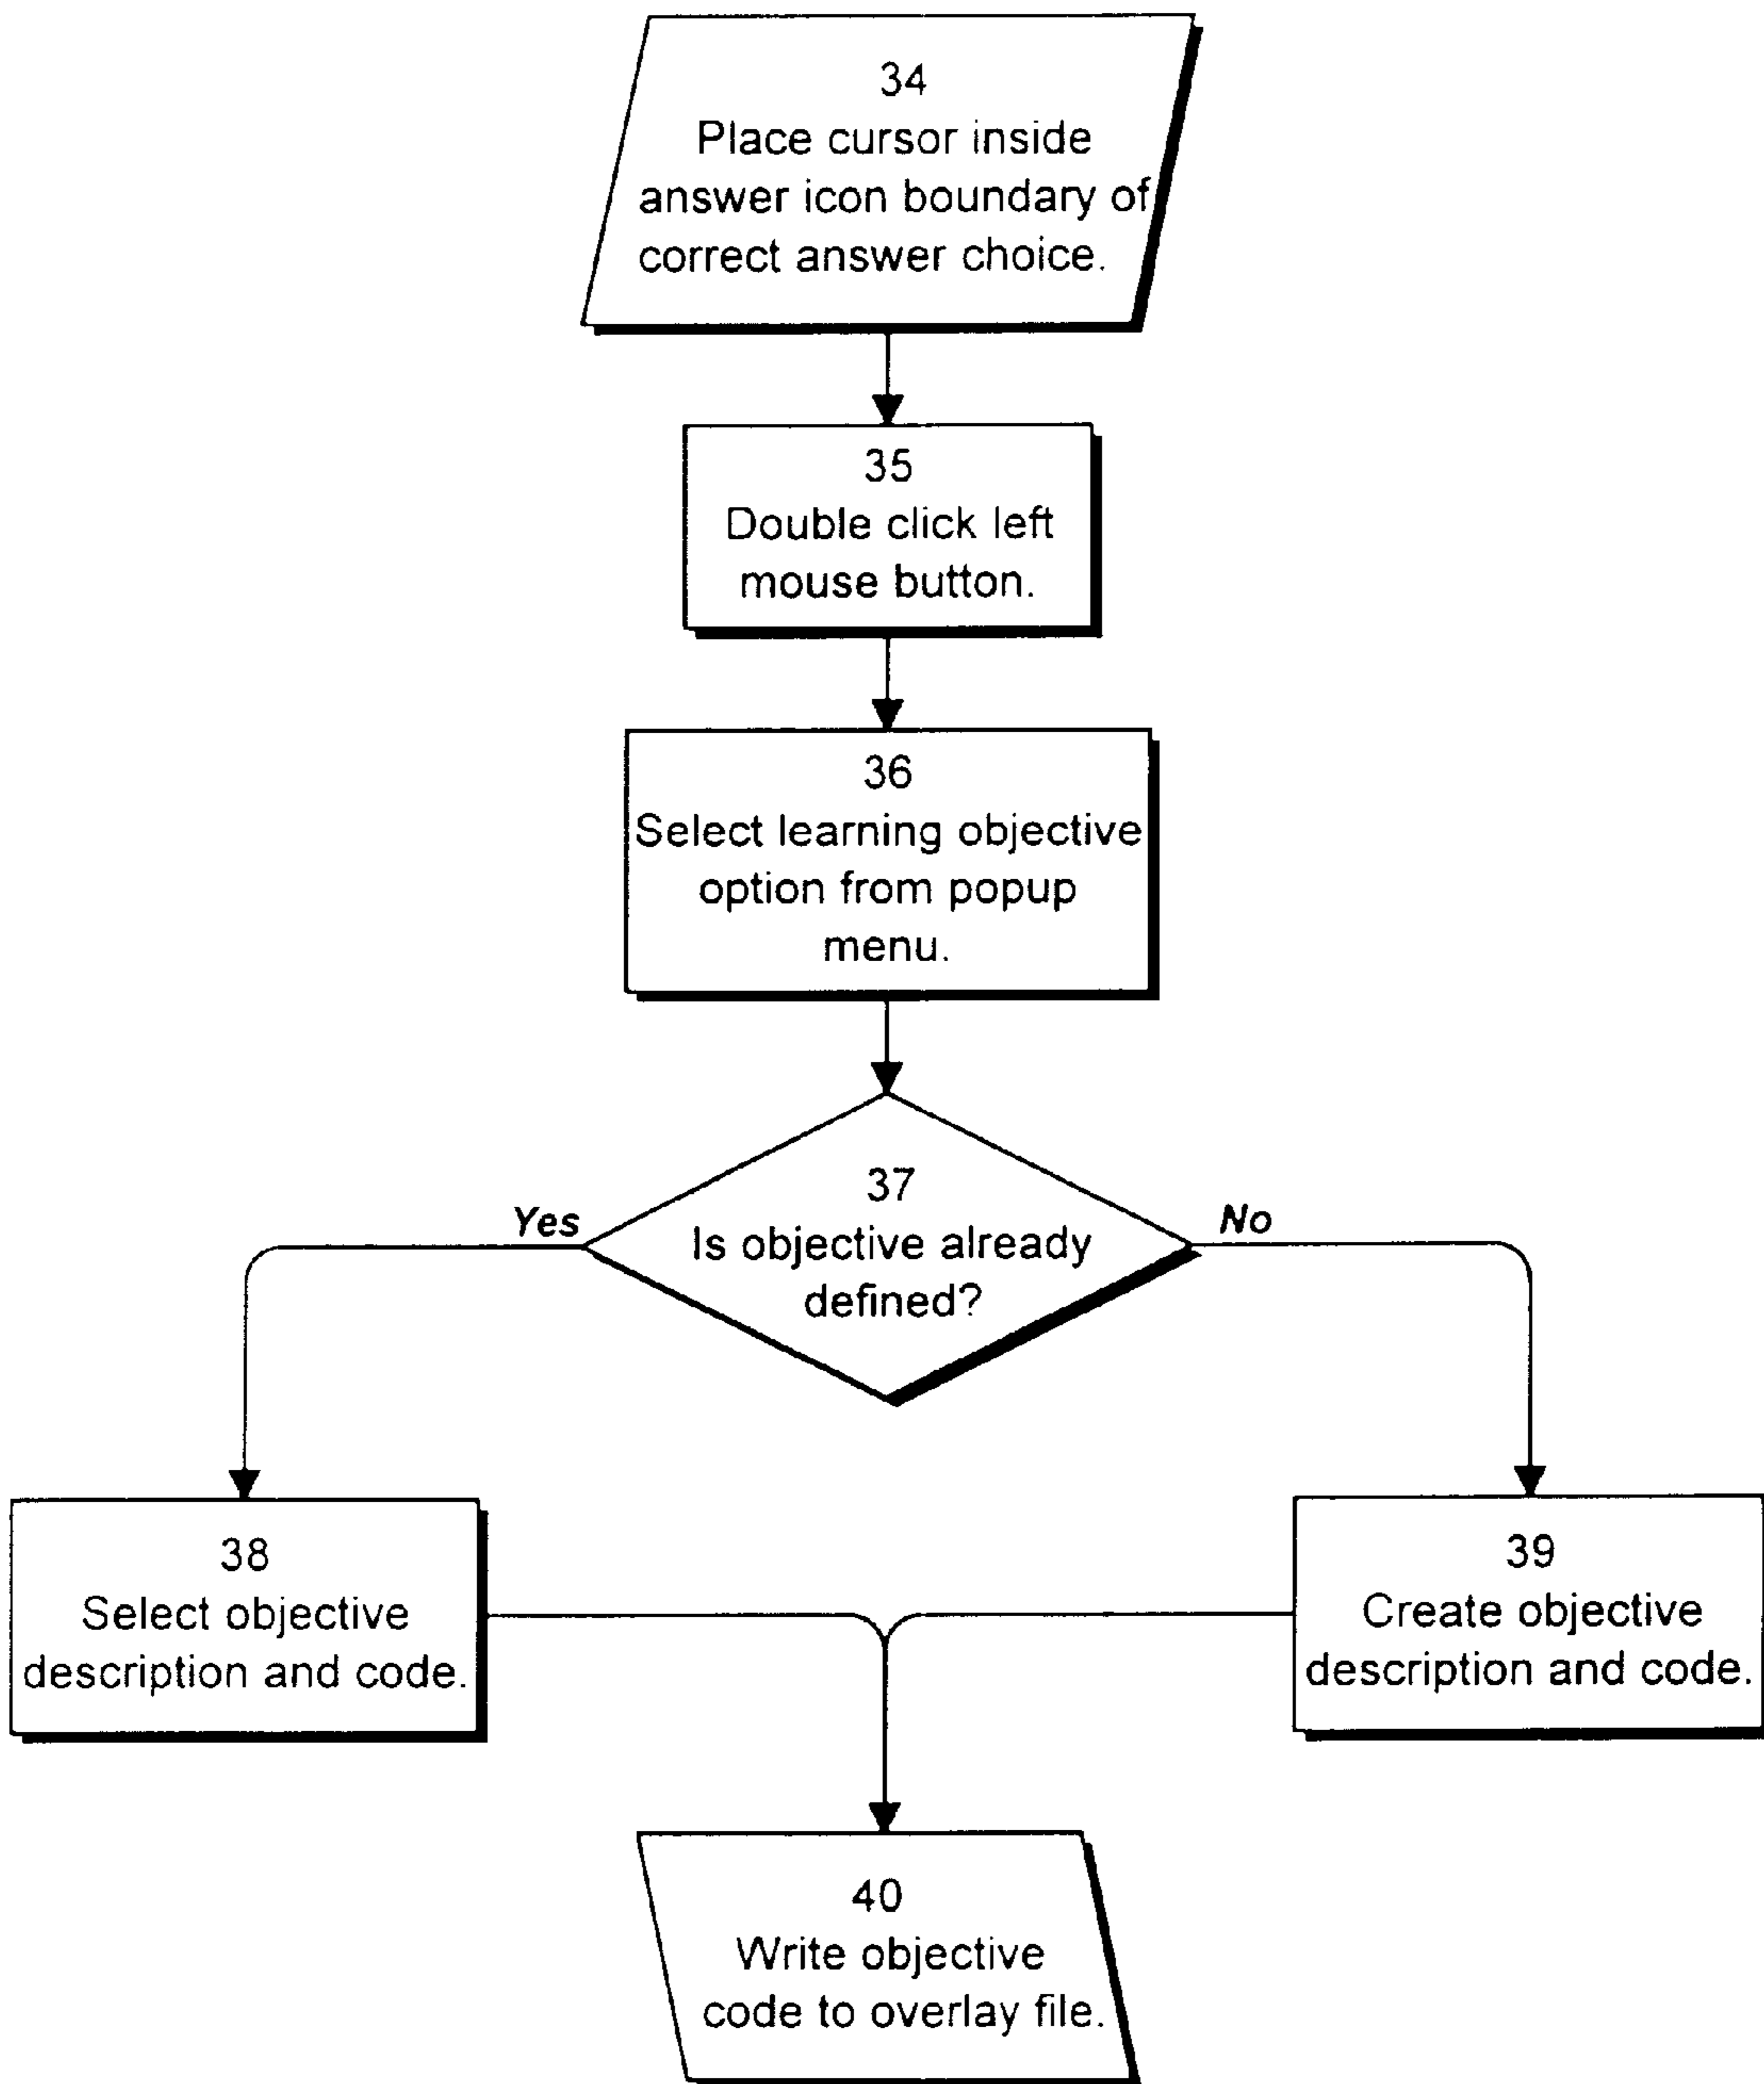 34
Place cursor inside
answer icon boundary of
correct answer choice.
35
Double click left
mouse button.
36
Select learning objective
option from popup
menu.
37
Is objective already
defined?
Yes
No
38
Select objective
description and code.
39
Create objective
description and code.
40
Write objective
code to overlay file.